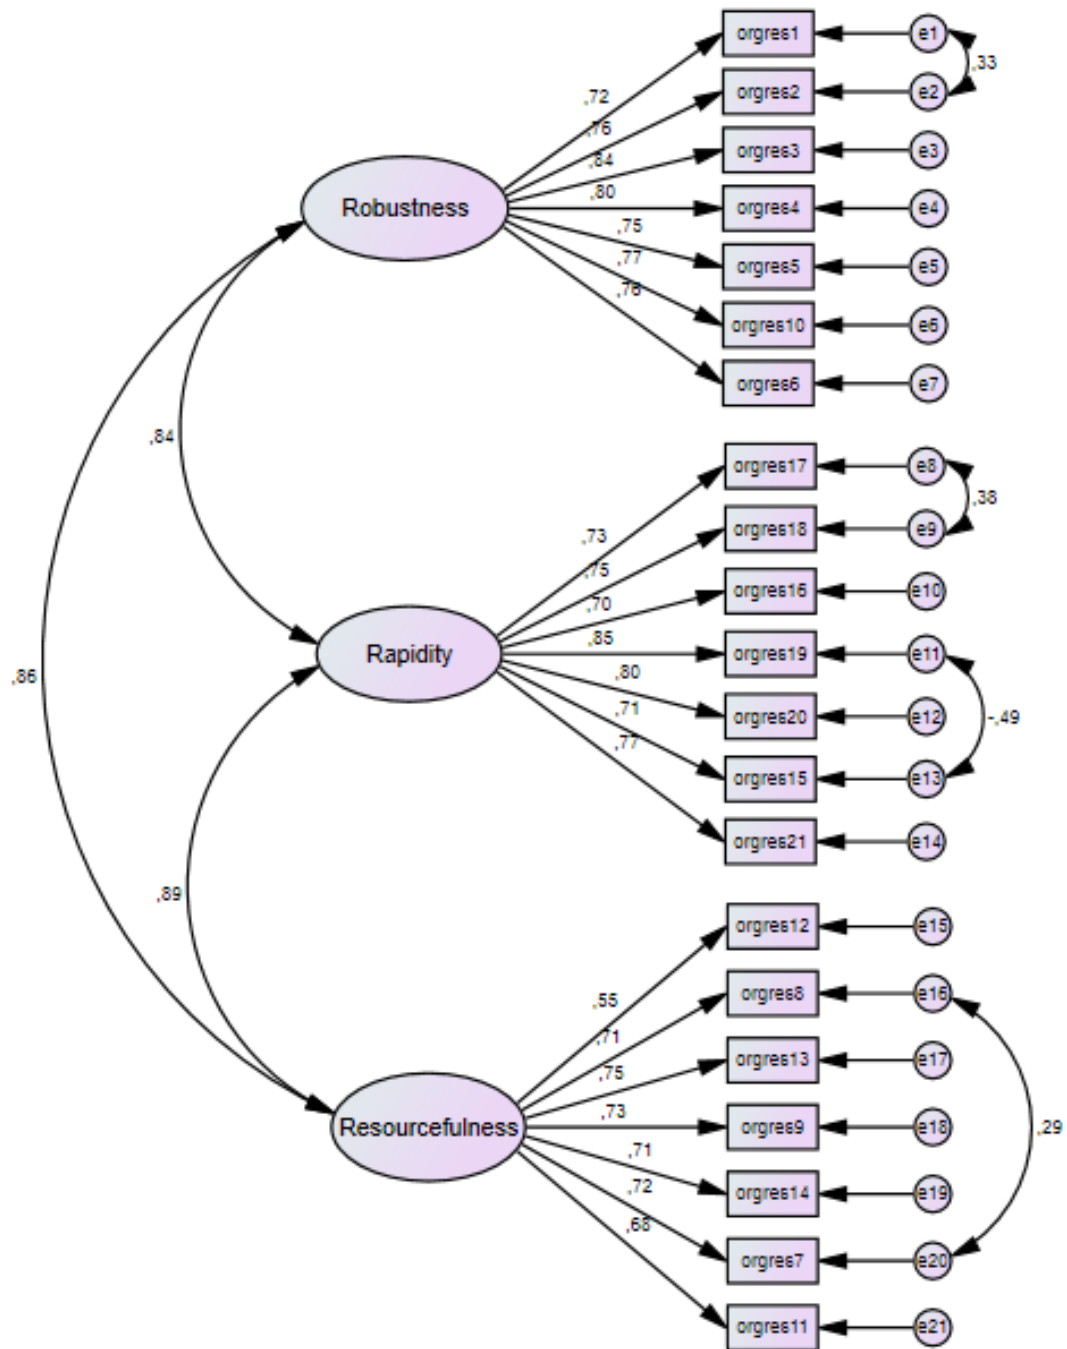 orgres1
e1
,33
orgres2
e2
,72
,76
orgres3
e3
,84
,80
Robustness
orgres4
e4
,75
orgres5
e5
,77
,76
orgres10
e6
orgres6
e7
,84
orgres17
e8
,38
orgres18
e9
,73
,75
orgres16
e10
,70
,85
Rapidity
orgres19
e11
,86
,80
orgres20
e12
-,49
,71
,77
orgres15
e13
orgres21
e14
,89
orgres12
e15
,55
orgres8
e16
,71
orgres13
e17
,75
,73
Resourcefulness
orgres9
e18
,29
,71
orgres14
e19
,72
,68
orgres7
e20
orgres11
e21